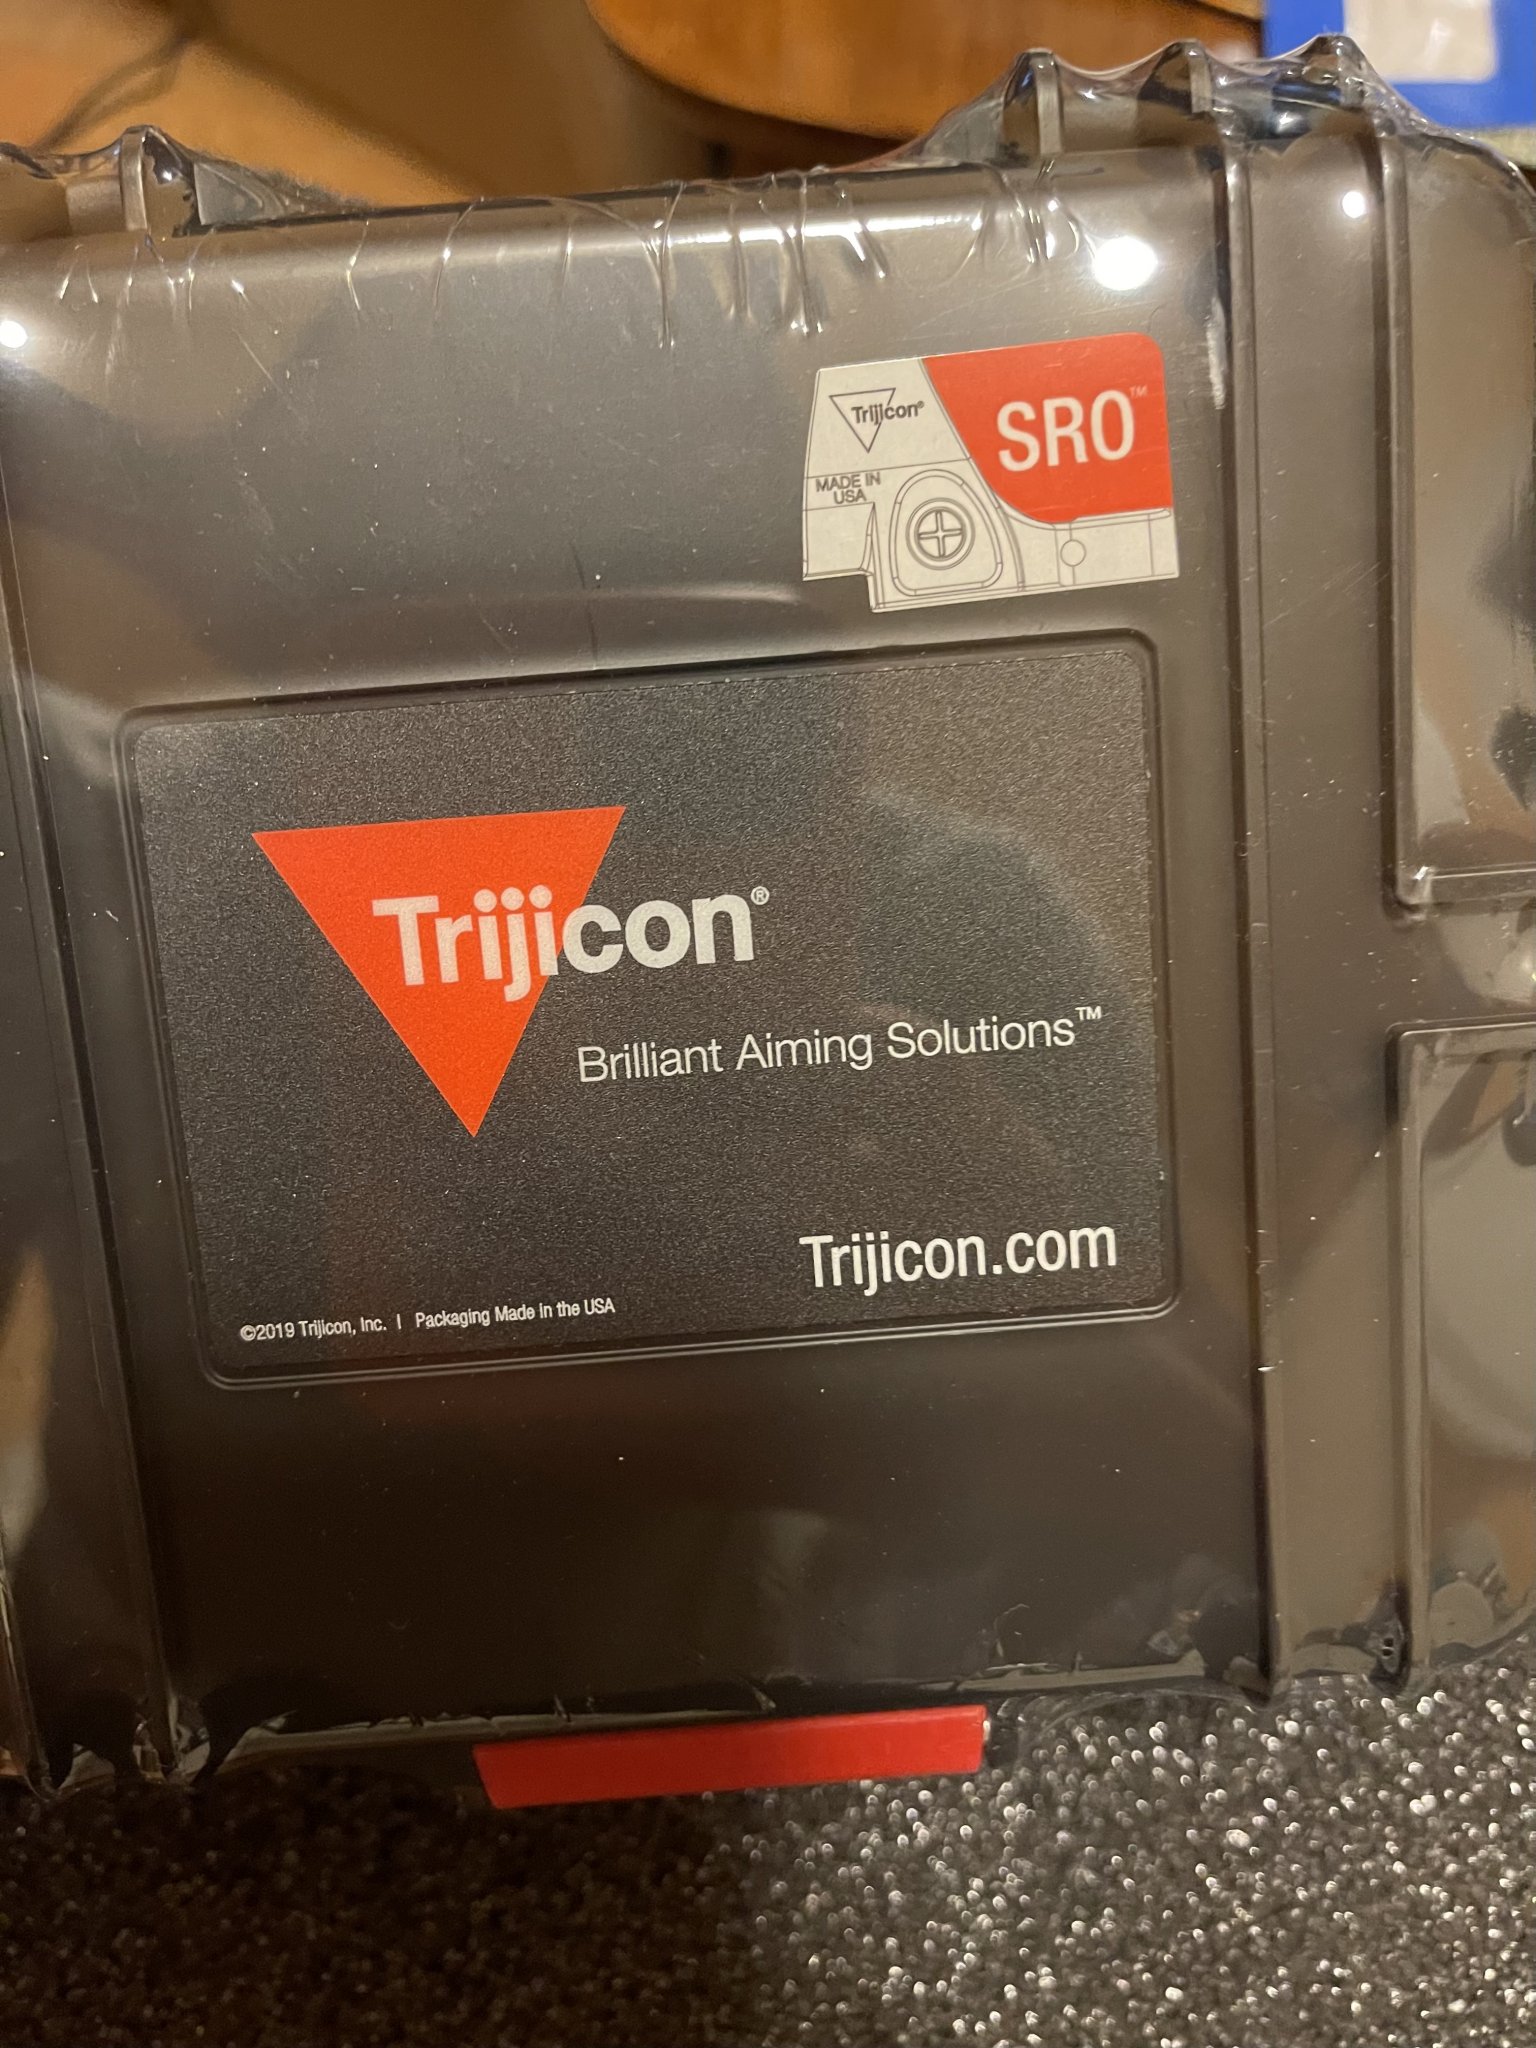 Trijicon®
SRO™
MADE IN
USA
Trijicon®
Brilliant Aiming Solutions™
Trijicon.com
©2019 Trijicon, Inc. | Packaging Made in the USA